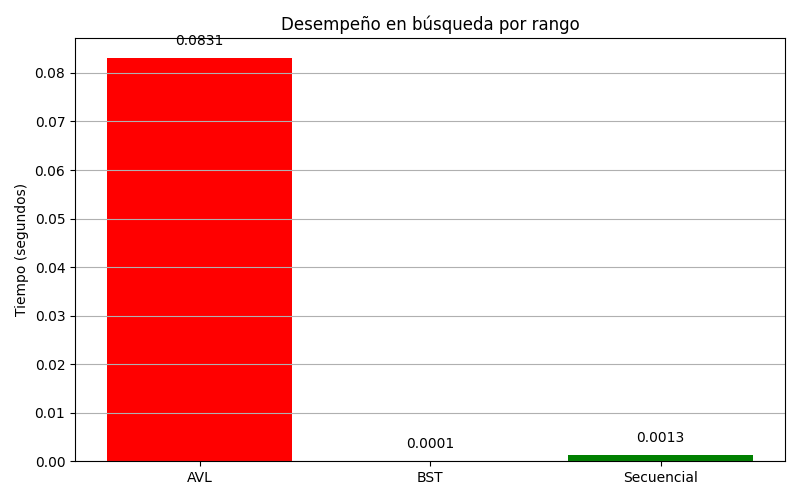 Desempeño en búsqueda por rango
0.0831
0.08
0.07
0.06
0.05
0.04
0.03
0.02
0.01
0.00
Tiempo (segundos)
0.0001
0.0013
AVL
BST
Secuencial